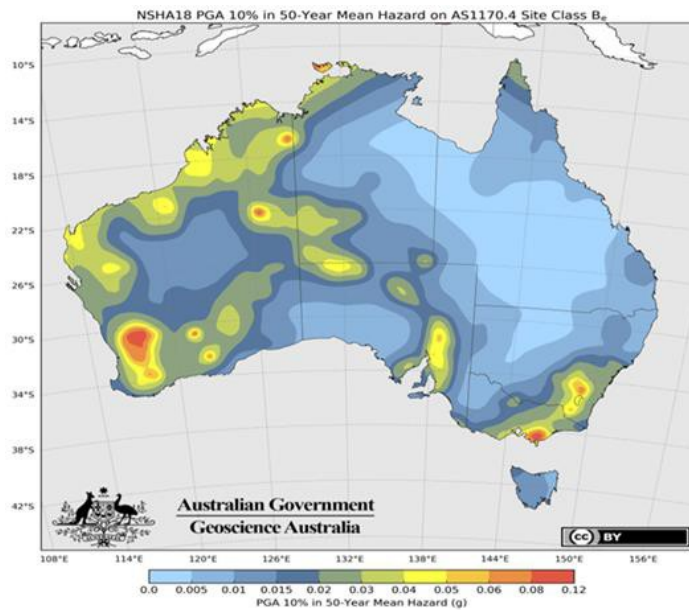 NSHA18 PGA 10% in 50-Year Mean Hazard on AS1170.4 Site Class Be
10°S
14°S
18°S
22°S
26°S
30°S
34°S
38°S
42°S
Australian Government
Geoscience Australia
cc BY
108°E 114°E 120°E 126°E 132°E 138°E 144°E 150°E 156°E
0.0 0.005 0.01 0.015 0.02 0.03 0.04 0.05 0.06 0.08 0.12
PGA 10% in 50-Year Mean Hazard (g)